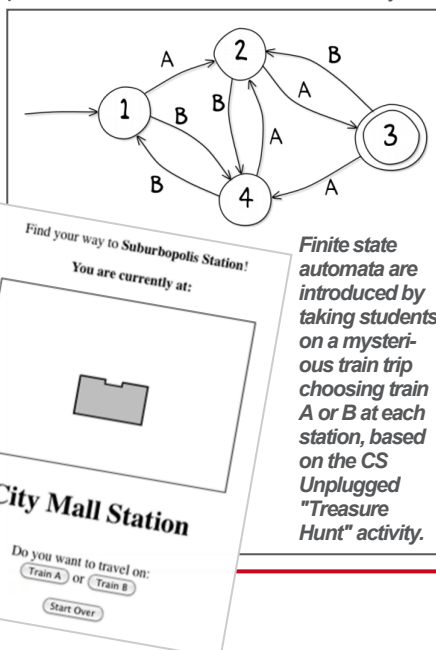 A
B
2
A
1
B
B
A
3
B
4
A
Find your way to Suburbopolis Station!
You are currently at:
City Mall Station
Do you want to travel on:
Train A or Train B
Start Over
Finite state
automata are
introduced by
taking students
on a mysteri-
ous train trip
choosing train
A or B at each
station, based
on the CS
Unplugged
"Treasure
Hunt" activity.